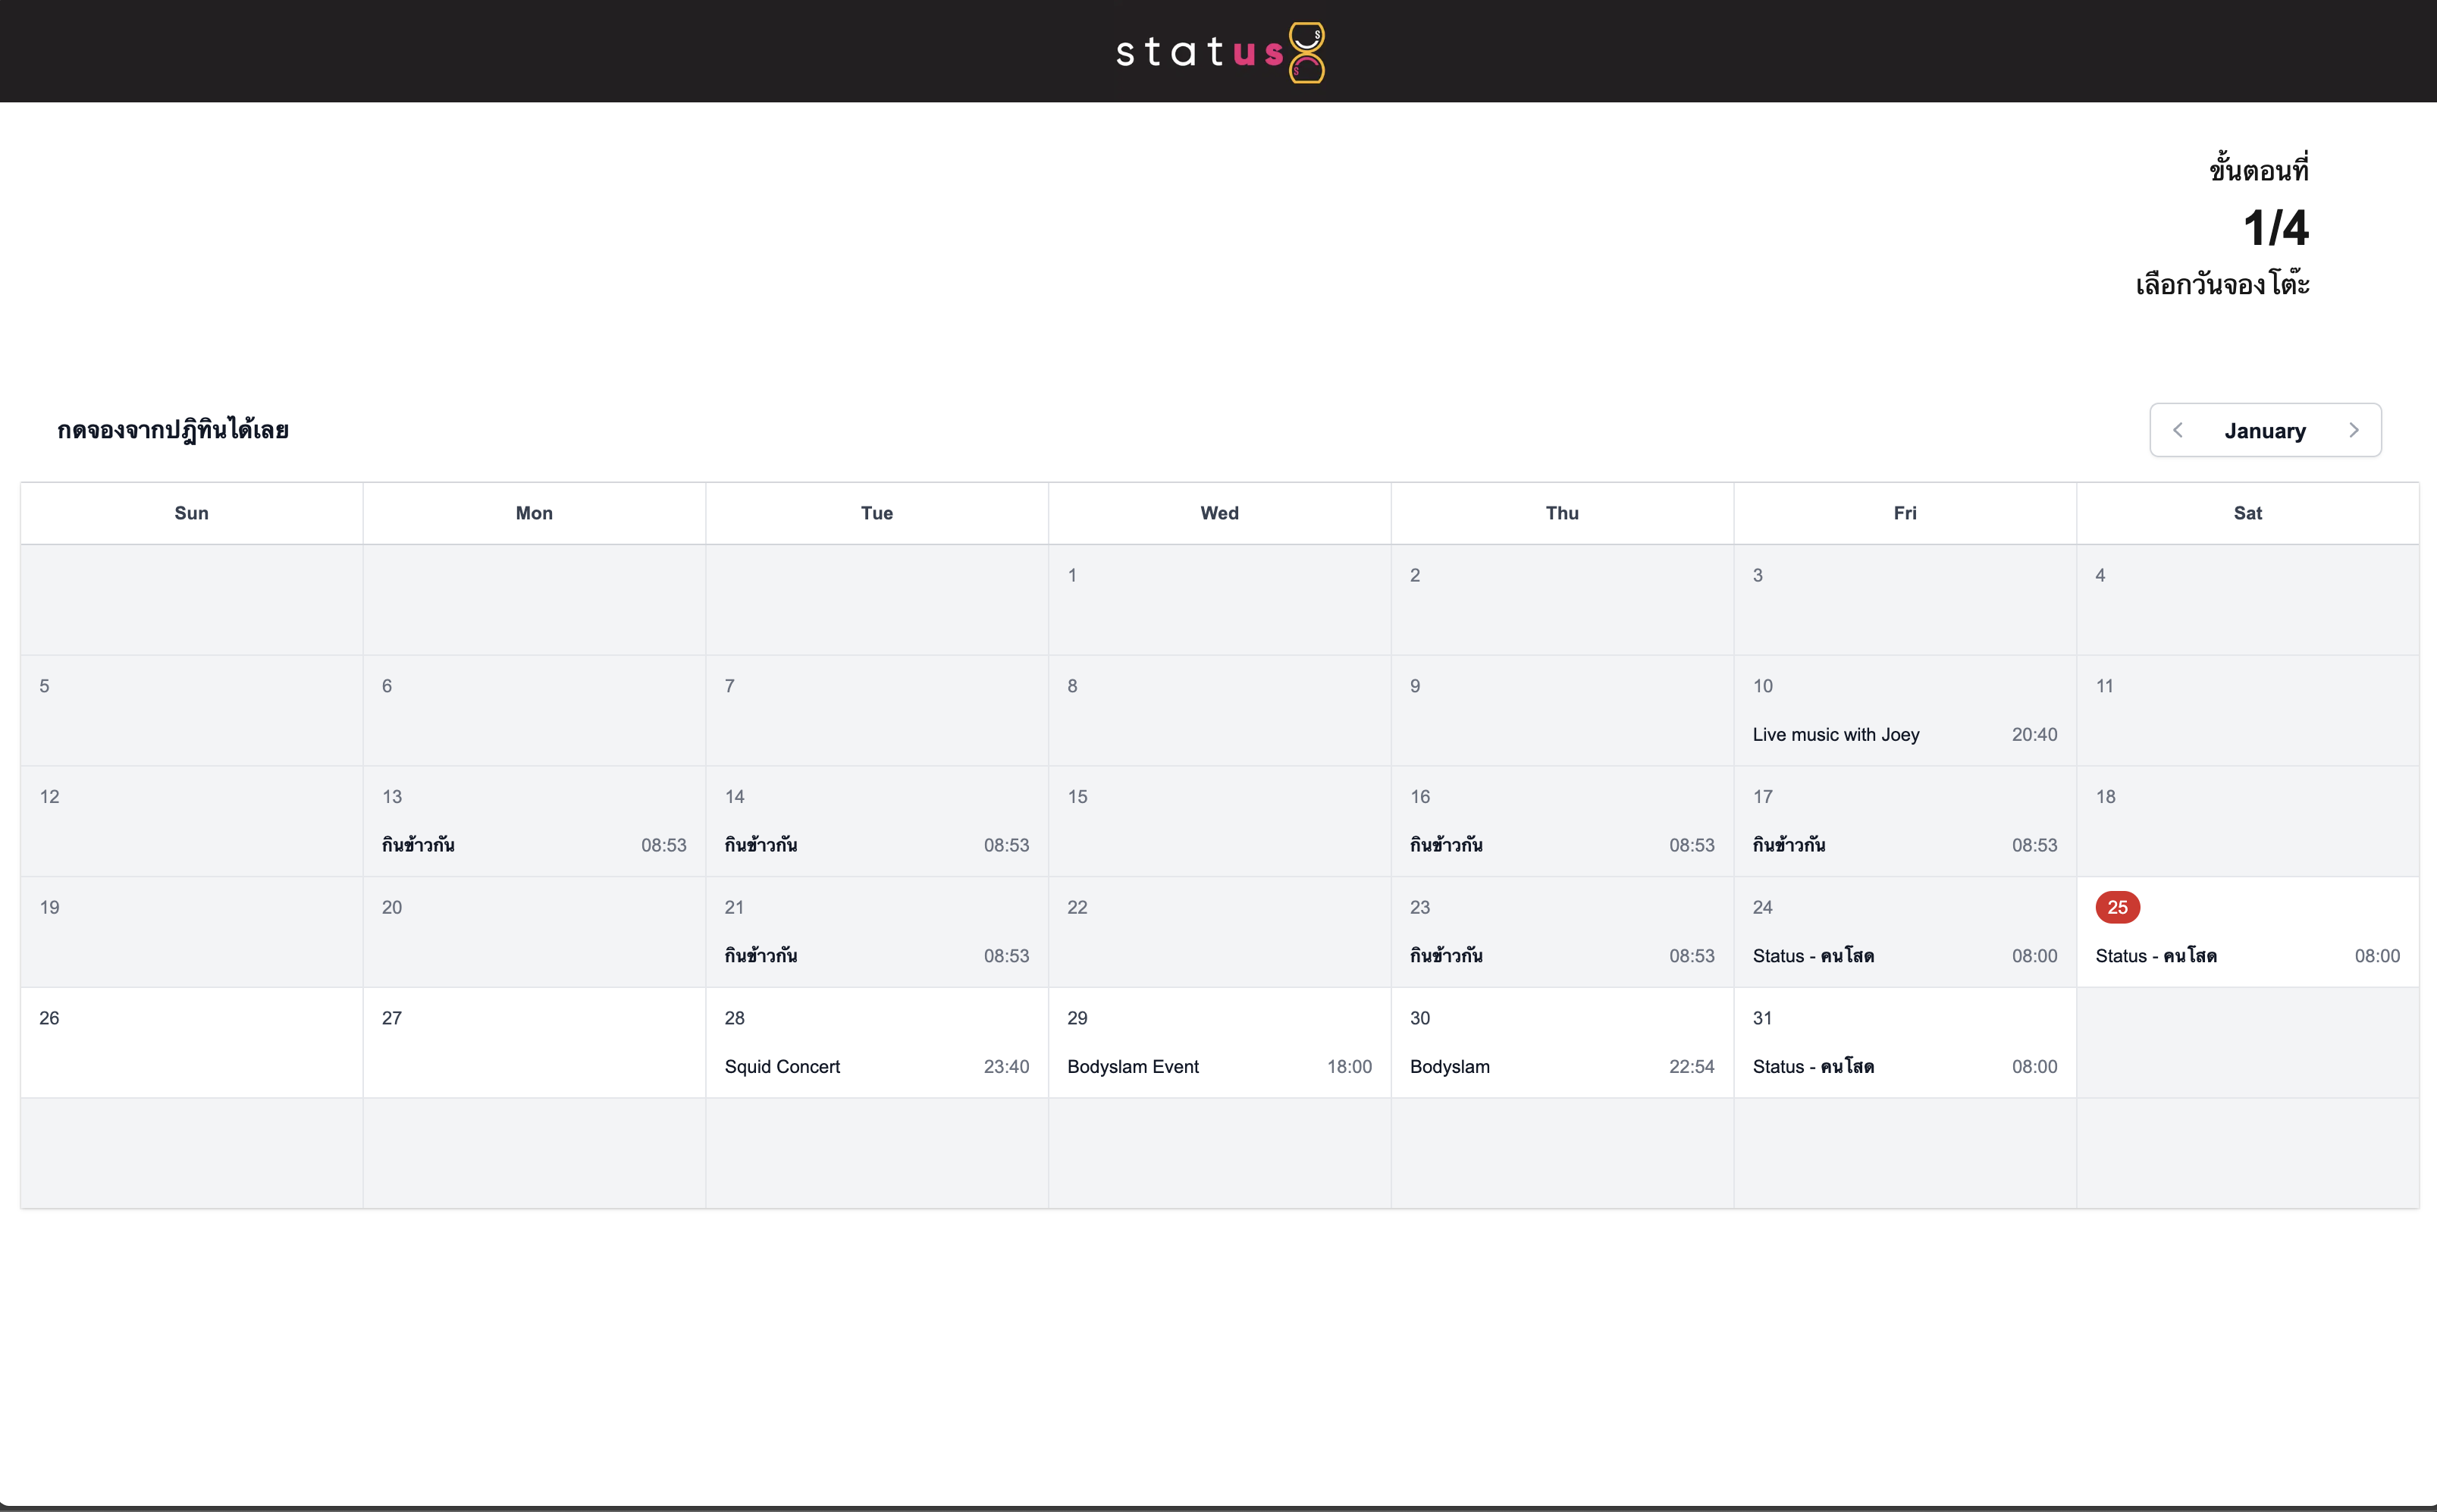 status
S
S
ขั้นตอนที่
1/4
เลือกวันจองโต๊ะ
กดจองจากปฎิทินได้เลย
January
Sun Mon Tue Wed Thu Fri Sat
1 2 3 4
5 6 7 8 9 10 11
Live music with Joey 20:40
12 13 14 15 16 17 18
กินข้าวกัน 08:53 กินข้าวกัน 08:53 กินข้าวกัน 08:53 กินข้าวกัน 08:53
19 20 21 22 23 24 25
กินข้าวกัน 08:53 กินข้าวกัน 08:53 Status - คนโสด 08:00 Status - คนโสด 08:00
26 27 28 29 30 31
Squid Concert 23:40 Bodyslam Event 18:00 Bodyslam 22:54 Status - คนโสด 08:00